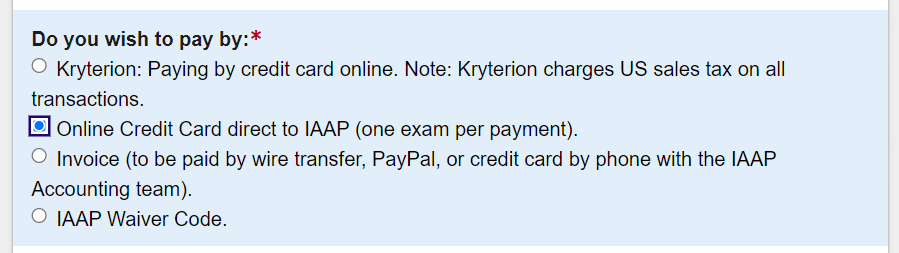 Do you wish to pay by:*
Kryterion: Paying by credit card online. Note: Kryterion charges US sales tax on all
transactions.
Online Credit Card direct to IAAP (one exam per payment).
Invoice (to be paid by wire transfer, PayPal, or credit card by phone with the IAAP
Accounting team).
IAAP Waiver Code.